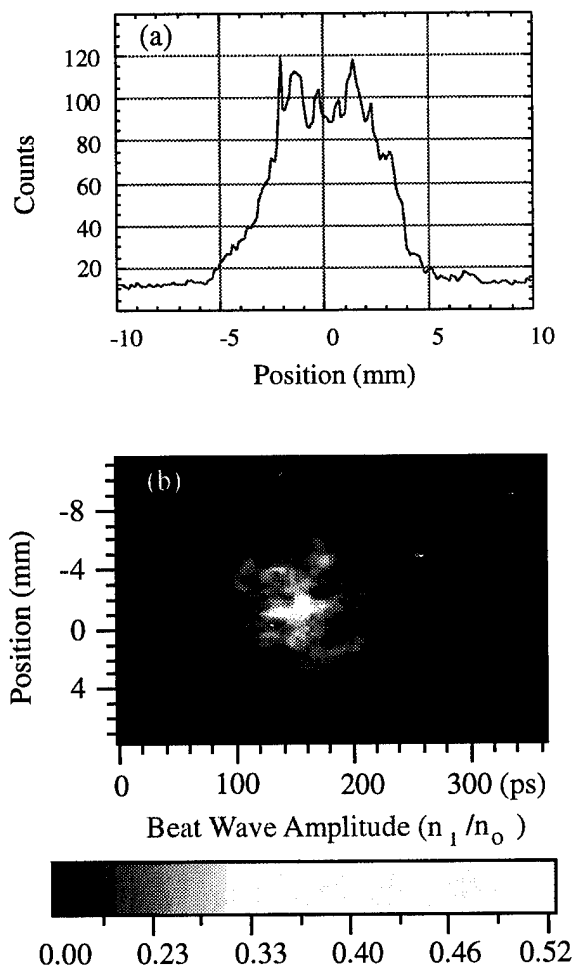 (a)
120
100
80
60
40
20
Counts
-10 -5 0 5 10
Position (mm)
(b)
-8
-4
0
4
Position (mm)
0 100 200 300 (ps)
Beat Wave Amplitude (n1/no)
0.00 0.23 0.33 0.40 0.46 0.52